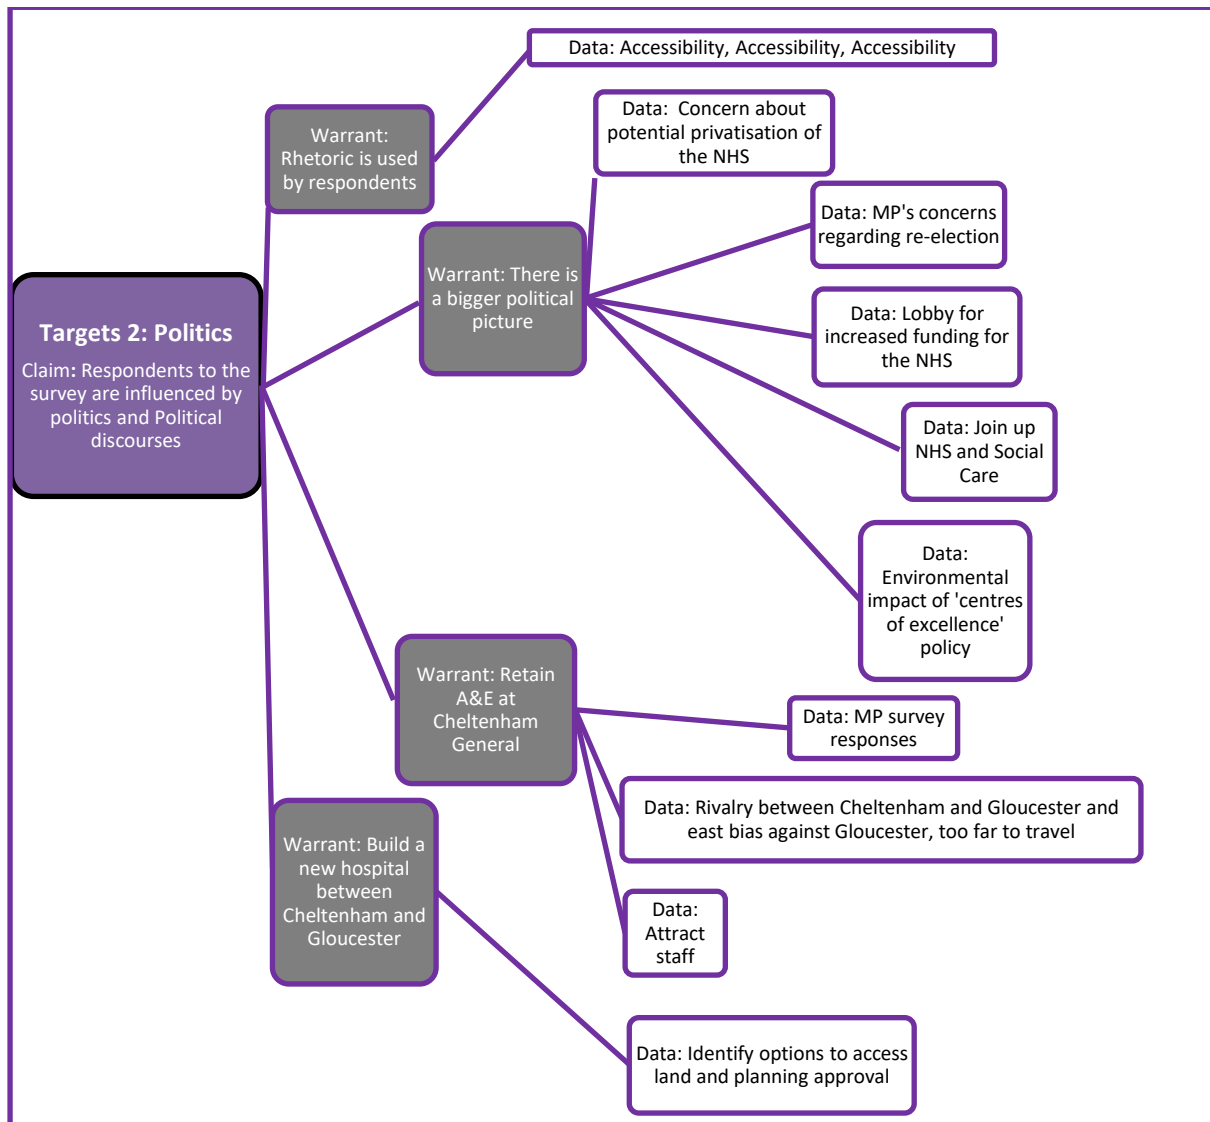 Data: Accessibility, Accessibility, Accessibility
Warrant:
Rhetoric is used
by respondents
Data:  Concern about
potential privatisation of
the NHS
Data: MP's concerns
regarding re-election
Warrant: There is
a bigger political
picture
Data: Lobby for
increased funding for
the NHS
Targets 2: Politics
Claim: Respondents to the
survey are influenced by
politics and Political
discourses
Data: Join up
NHS and Social
Care
Data:
Environmental
impact of 'centres
of excellence'
policy
Warrant: Retain
A&E at
Cheltenham
General
Data: MP survey
responses
Data: Rivalry between Cheltenham and Gloucester and
east bias against Gloucester, too far to travel
Data:
Attract
staff
Warrant: Build a
new hospital
between
Cheltenham and
Gloucester
Data: Identify options to access
land and planning approval